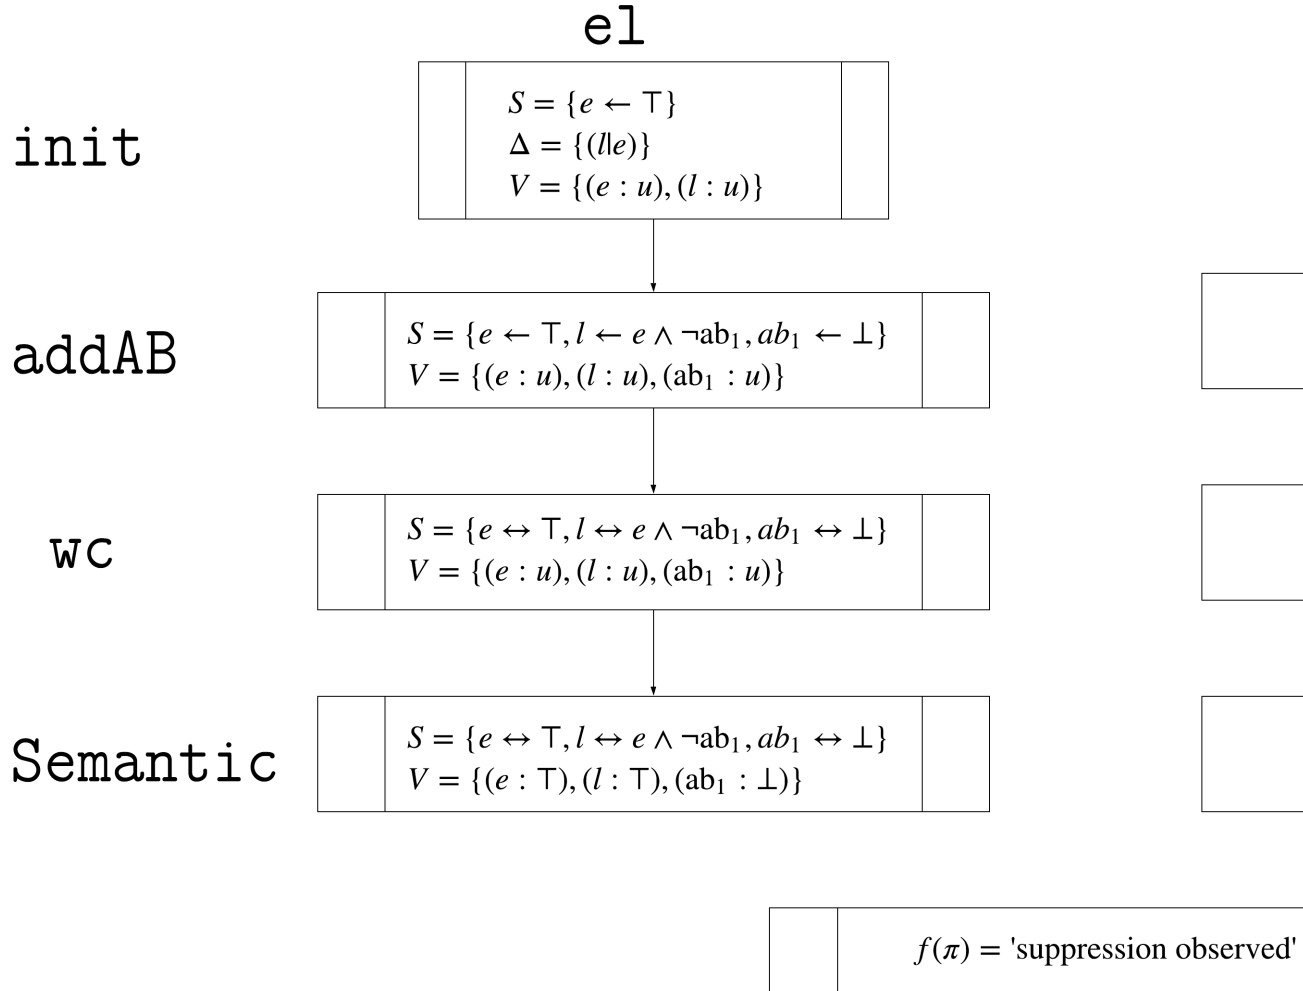 el
init
S = {e ← ⊤}
Δ = {(l|e)}
V = {(e : u), (l : u)}
addAB
S = {e ← ⊤, l ← e ∧ ¬ab₁, ab₁ ← ⊥}
V = {(e : u), (l : u), (ab₁ : u)}
wc
S = {e ↔ ⊤, l ↔ e ∧ ¬ab₁, ab₁ ↔ ⊥}
V = {(e : u), (l : u), (ab₁ : u)}
Semantic
S = {e ↔ ⊤, l ↔ e ∧ ¬ab₁, ab₁ ↔ ⊥}
V = {(e : ⊤), (l : ⊤), (ab₁ : ⊥)}
f(π) = 'suppression observed'